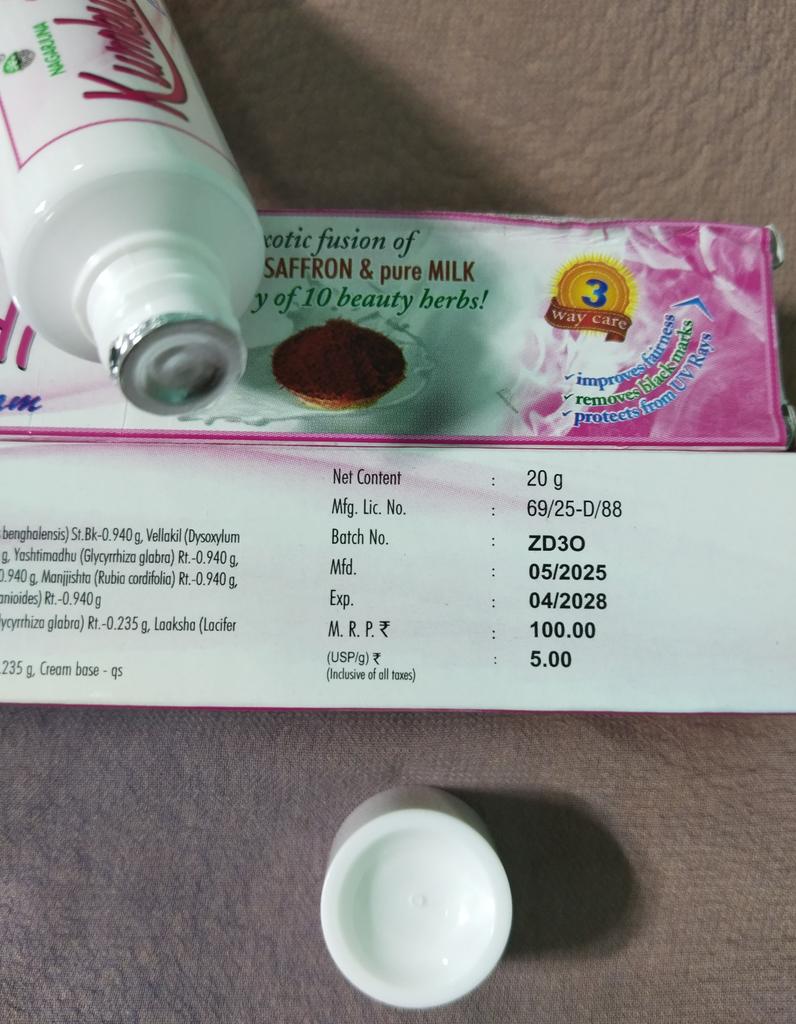 NAGARJUNA
xotic fusion of
SAFFRON & pure MILK
y of 10 beauty herbs!
3
way care
✓ improves fairness
✓ removes black marks
✓ protects from UV Rays
benghalensis) St.Bk-0.940 g, Vellakil (Dysoxylum
g, Yashtimadhu (Glycyrrhiza glabra) Rt.-0.940 g,
0.940 g, Manjjishta (Rubia cordifolia) Rt.-0.940 g,
anioides) Rt.-0.940 g
lycyrrhiza glabra) Rt.-0.235 g, Laaksha (Lacifer
.235 g, Cream base - qs
Net Content : 20 g
Mfg. Lic. No. : 69/25-D/88
Batch No. : ZD3O
Mfd. : 05/2025
Exp. : 04/2028
M. R. P. ₹ : 100.00
(USP/g) ₹ : 5.00
(Inclusive of all taxes)